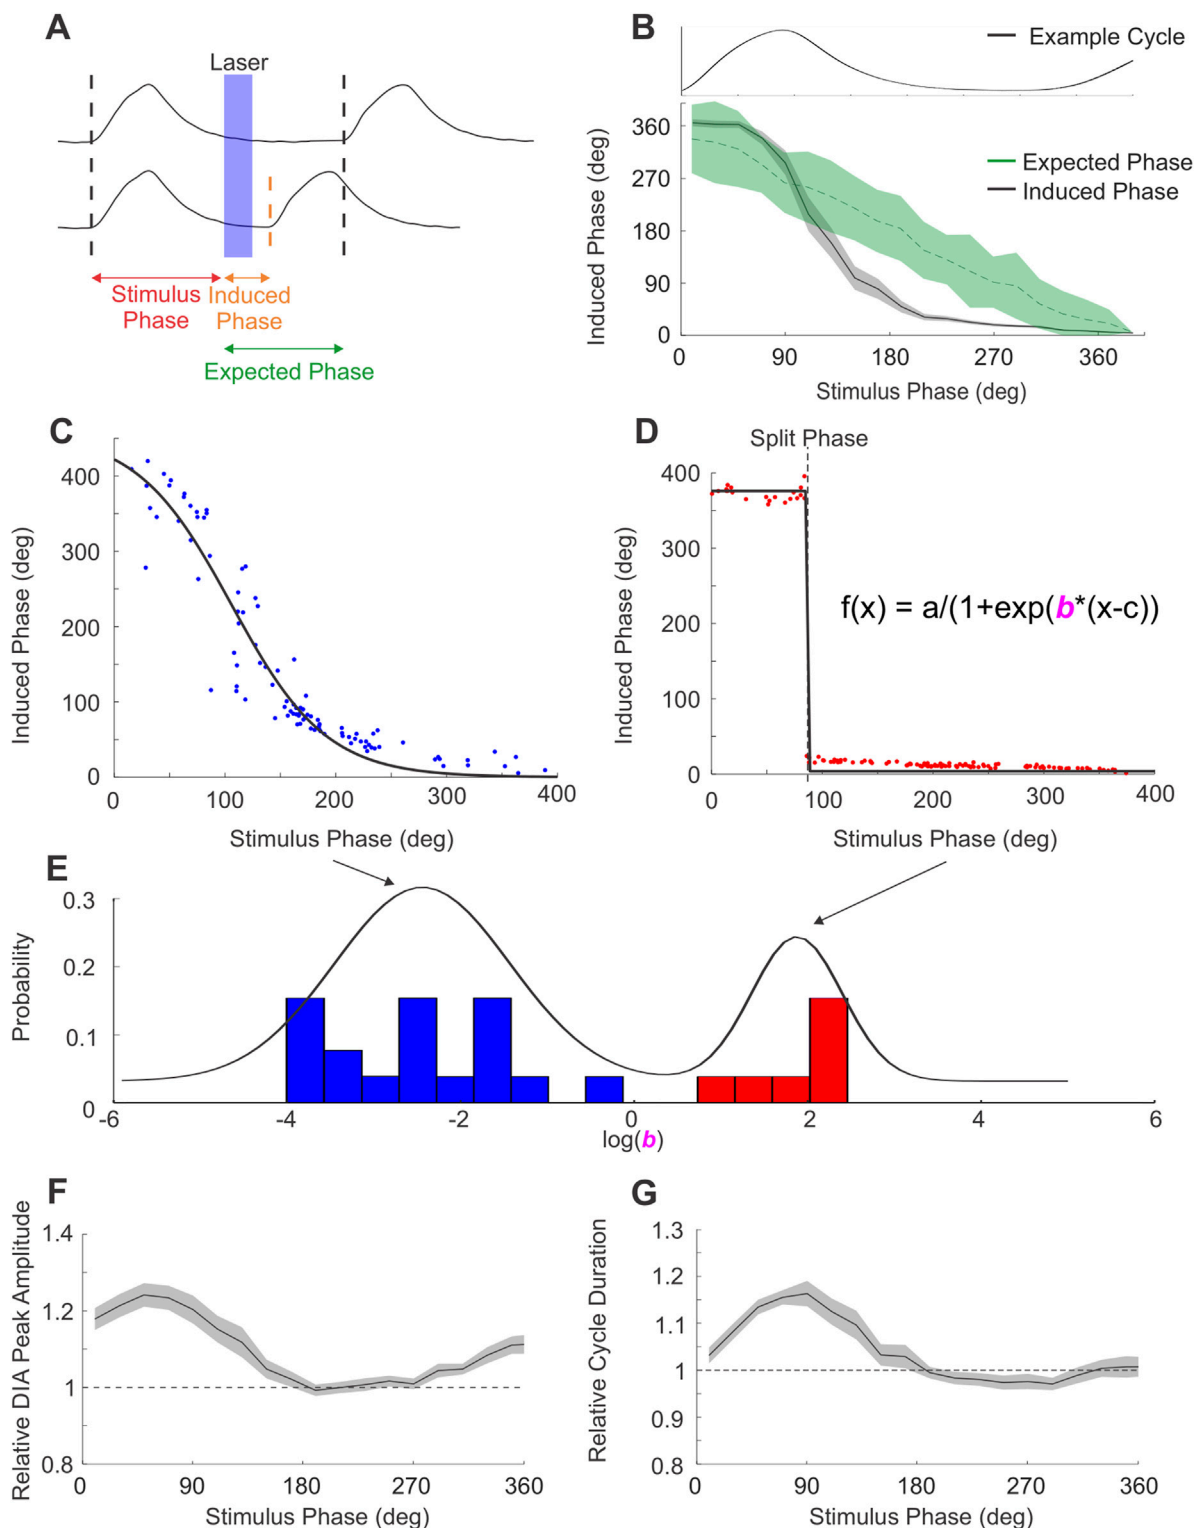 A
Laser
Stimulus
Phase
Induced
Phase
Expected Phase
B
Example Cycle
Expected Phase
Induced Phase
Induced Phase (deg)
360
270
180
90
0
0 90 180 270 360
Stimulus Phase (deg)
C
Induced Phase (deg)
400
300
200
100
0
0 100 200 300 400
Stimulus Phase (deg)
D
Split Phase
Induced Phase (deg)
400
300
200
100
0
f(x) = a/(1+exp(b*(x-c))
0 100 200 300 400
Stimulus Phase (deg)
E
Probability
0.3
0.2
0.1
0
-6 -4 -2 0 2 4 6
log(b)
F
Relative DIA Peak Amplitude
1.4
1.2
1
0.8
0 90 180 270 360
Stimulus Phase (deg)
G
Relative Cycle Duration
1.3
1.2
1.1
1
0.9
0.8
0 90 180 270 360
Stimulus Phase (deg)